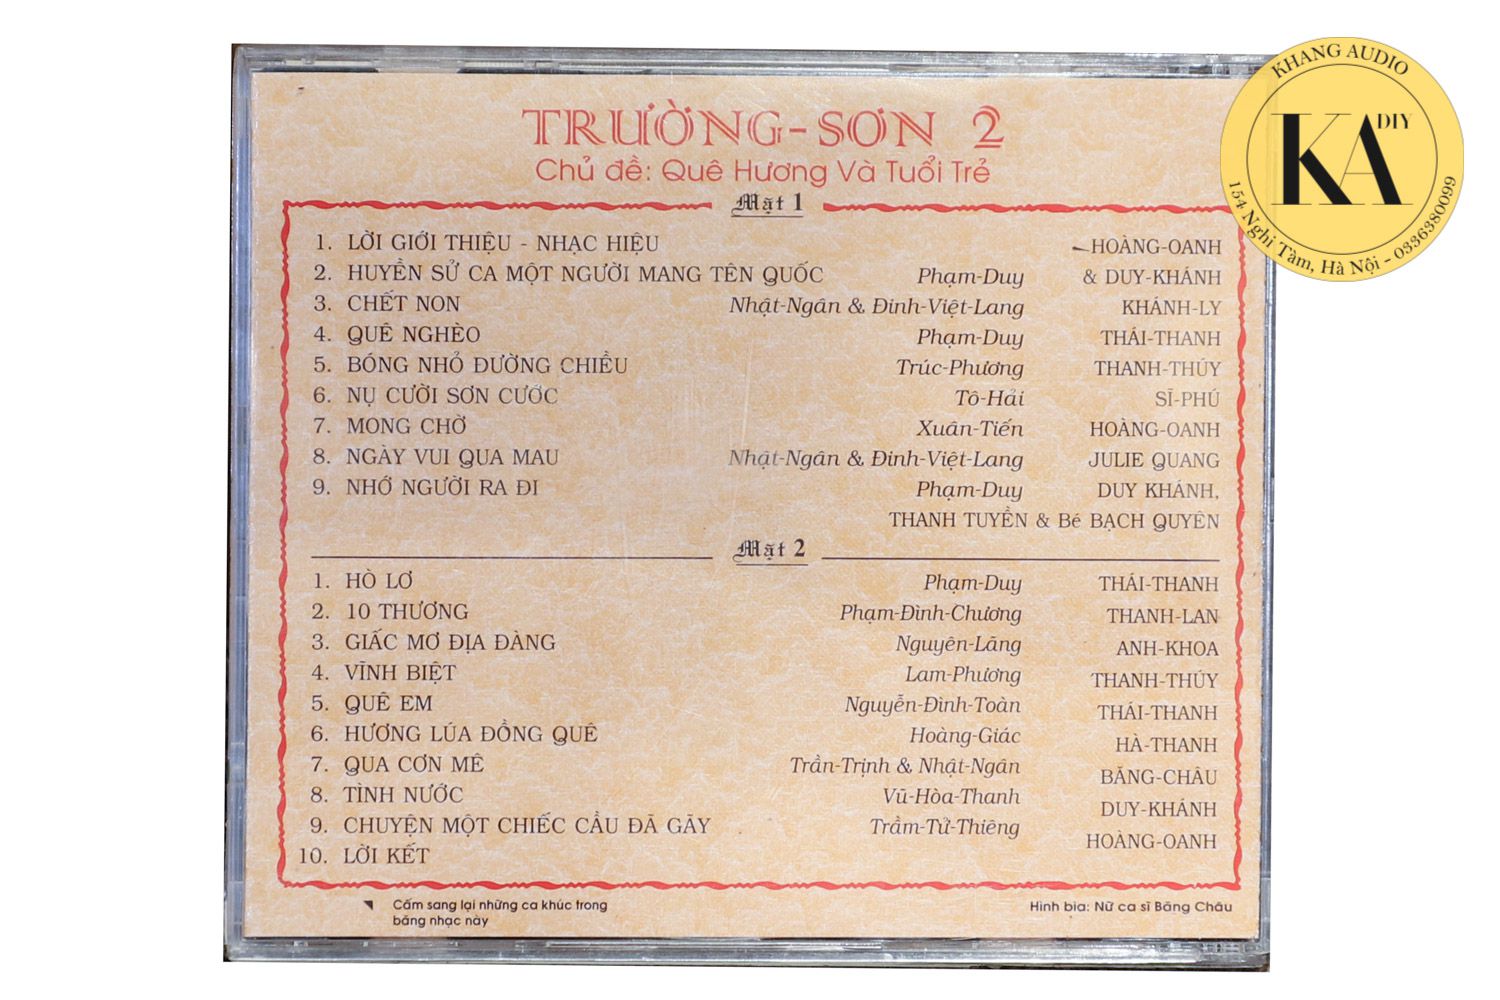 TRƯỜNG-SƠN 2
Chủ đề: Quê Hương Và Tuổi Trẻ
Mặt 1
1. LỜI GIỚI THIỆU - NHẠC HIỆU HOÀNG-OANH
2. HUYỀN SỬ CA MỘT NGƯỜI MANG TÊN QUỐC Phạm-Duy & DUY-KHÁNH
3. CHẾT NON Nhật-Ngân & Đinh-Việt-Lang KHÁNH-LY
4. QUÊ NGHÈO Phạm-Duy THÁI-THANH
5. BÓNG NHỎ ĐƯỜNG CHIỀU Trúc-Phương THANH-THÚY
6. NỤ CƯỜI SƠN CƯỚC Tô-Hải SĨ-PHÚ
7. MONG CHỜ Xuân-Tiến HOÀNG-OANH
8. NGÀY VUI QUA MAU Nhật-Ngân & Đinh-Việt-Lang JULIE QUANG
9. NHỚ NGƯỜI RA ĐI Phạm-Duy DUY KHÁNH,
THANH TUYỀN & Bé BẠCH QUYÊN
Mặt 2
1. HÒ LƠ Phạm-Duy THÁI-THANH
2. 10 THƯƠNG Phạm-Đình-Chương THANH-LAN
3. GIẤC MƠ ĐỊA ĐÀNG Nguyên-Lãng ANH-KHOA
4. VĨNH BIỆT Lam-Phương THANH-THÚY
5. QUÊ EM Nguyễn-Đình-Toàn THÁI-THANH
6. HƯƠNG LÚA ĐỒNG QUÊ Hoàng-Giác HÀ-THANH
7. QUA CƠN MÊ Trần-Trịnh & Nhật-Ngân BĂNG-CHÂU
8. TÌNH NƯỚC Vũ-Hòa-Thanh DUY-KHÁNH
9. CHUYỆN MỘT CHIẾC CẦU ĐÃ GÃY Trầm-Tử-Thiêng HOÀNG-OANH
10. LỜI KẾT
Cấm sang lại những ca khúc trong
băng nhạc này
Hình bìa: Nữ ca sĩ Băng Châu
KHANG AUDIO
KA DIY
154 Nghi Tàm, Hà Nội - 0336380099